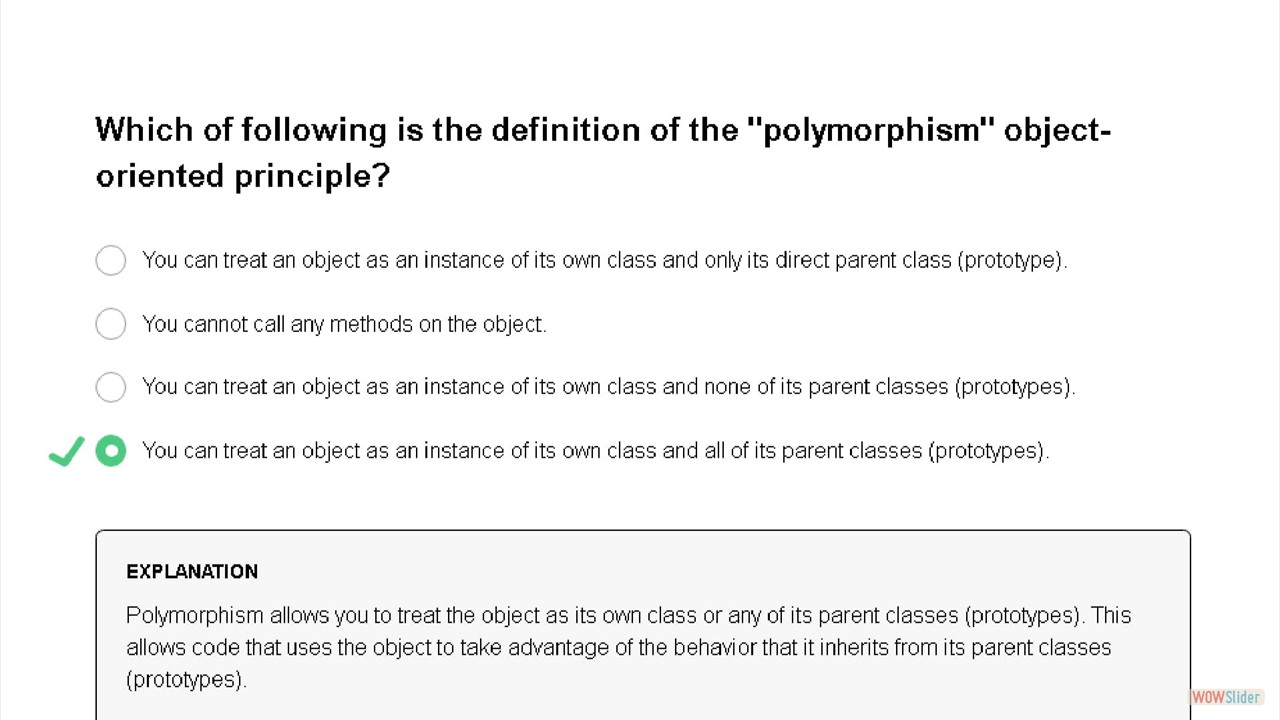 Which of following is the definition of the "polymorphism" object-
oriented principle?
You can treat an object as an instance of its own class and only its direct parent class (prototype).
You cannot call any methods on the object.
You can treat an object as an instance of its own class and none of its parent classes (prototypes).
You can treat an object as an instance of its own class and all of its parent classes (prototypes).
EXPLANATION
Polymorphism allows you to treat the object as its own class or any of its parent classes (prototypes). This
allows code that uses the object to take advantage of the behavior that it inherits from its parent classes
(prototypes).
WOWSlider